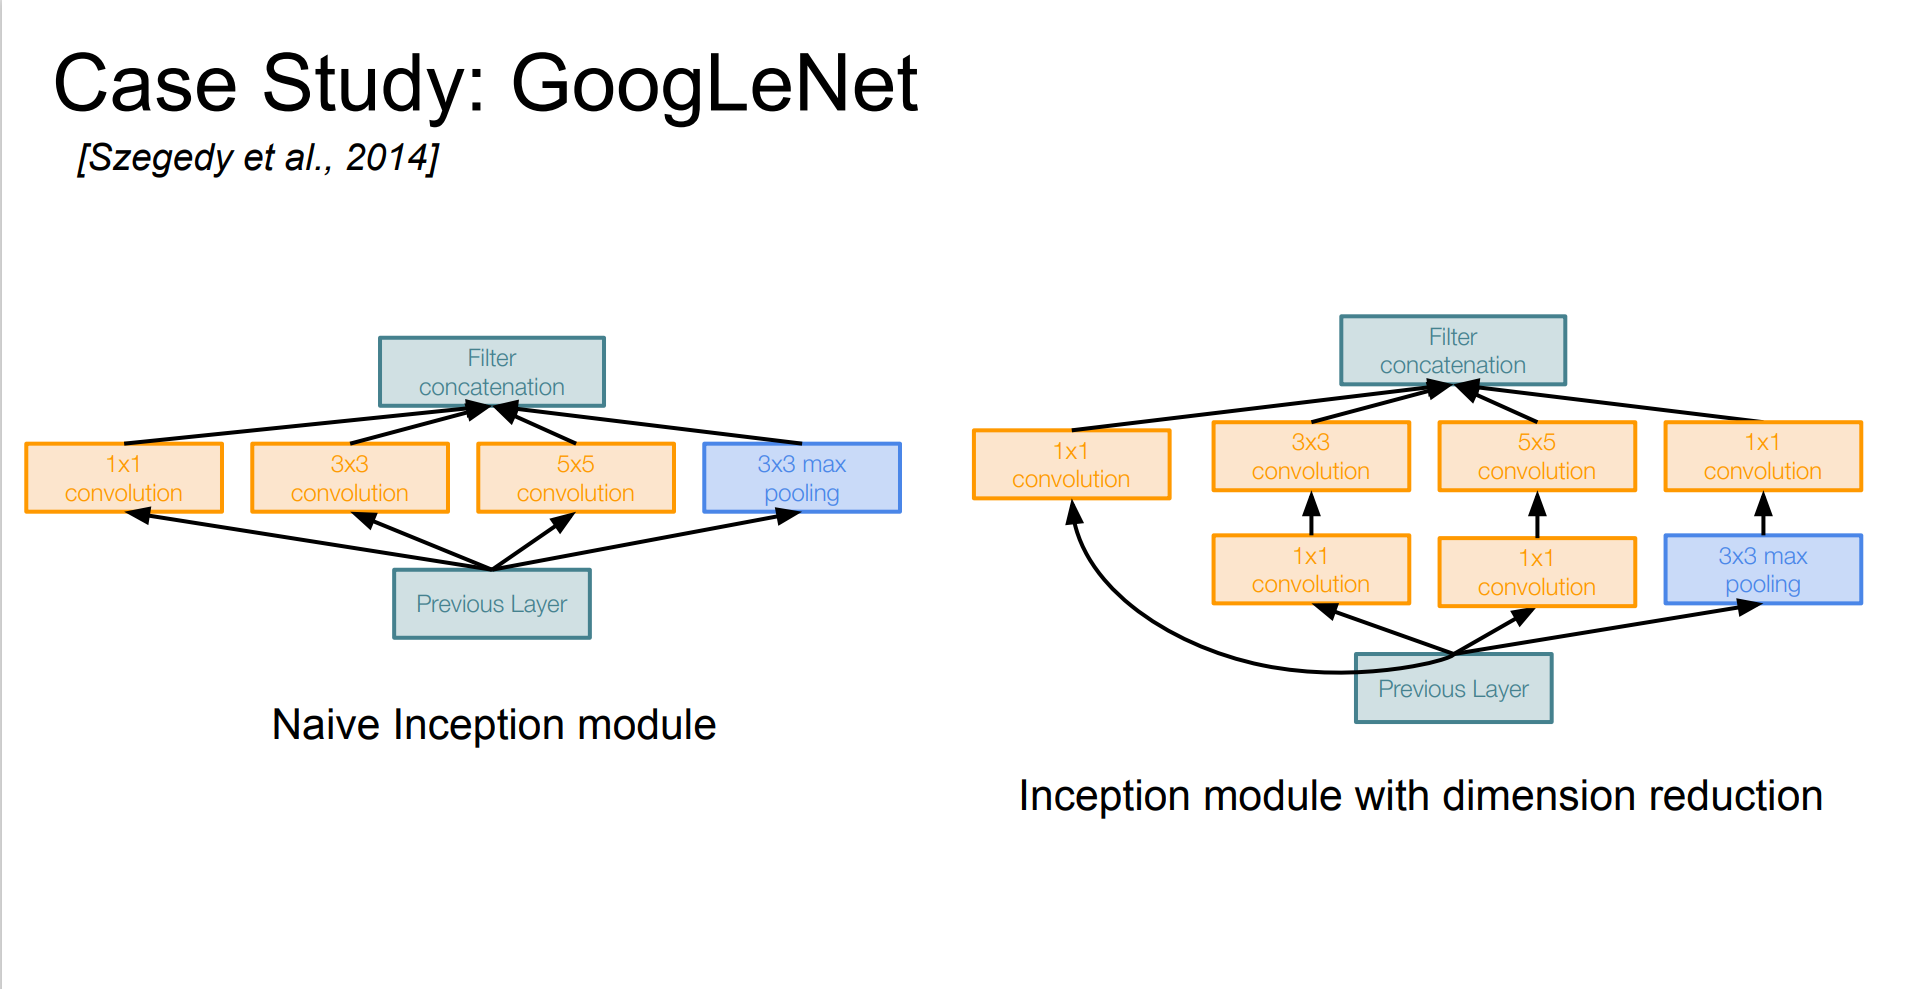 Case Study: GoogLeNet
[Szegedy et al., 2014]
Filter
concatenation
1x1
convolution
3x3
convolution
5x5
convolution
3x3 max
pooling
Previous Layer
Naive Inception module
Filter
concatenation
1x1
convolution
3x3
convolution
5x5
convolution
1x1
convolution
1x1
convolution
1x1
convolution
3x3 max
pooling
Previous Layer
Inception module with dimension reduction